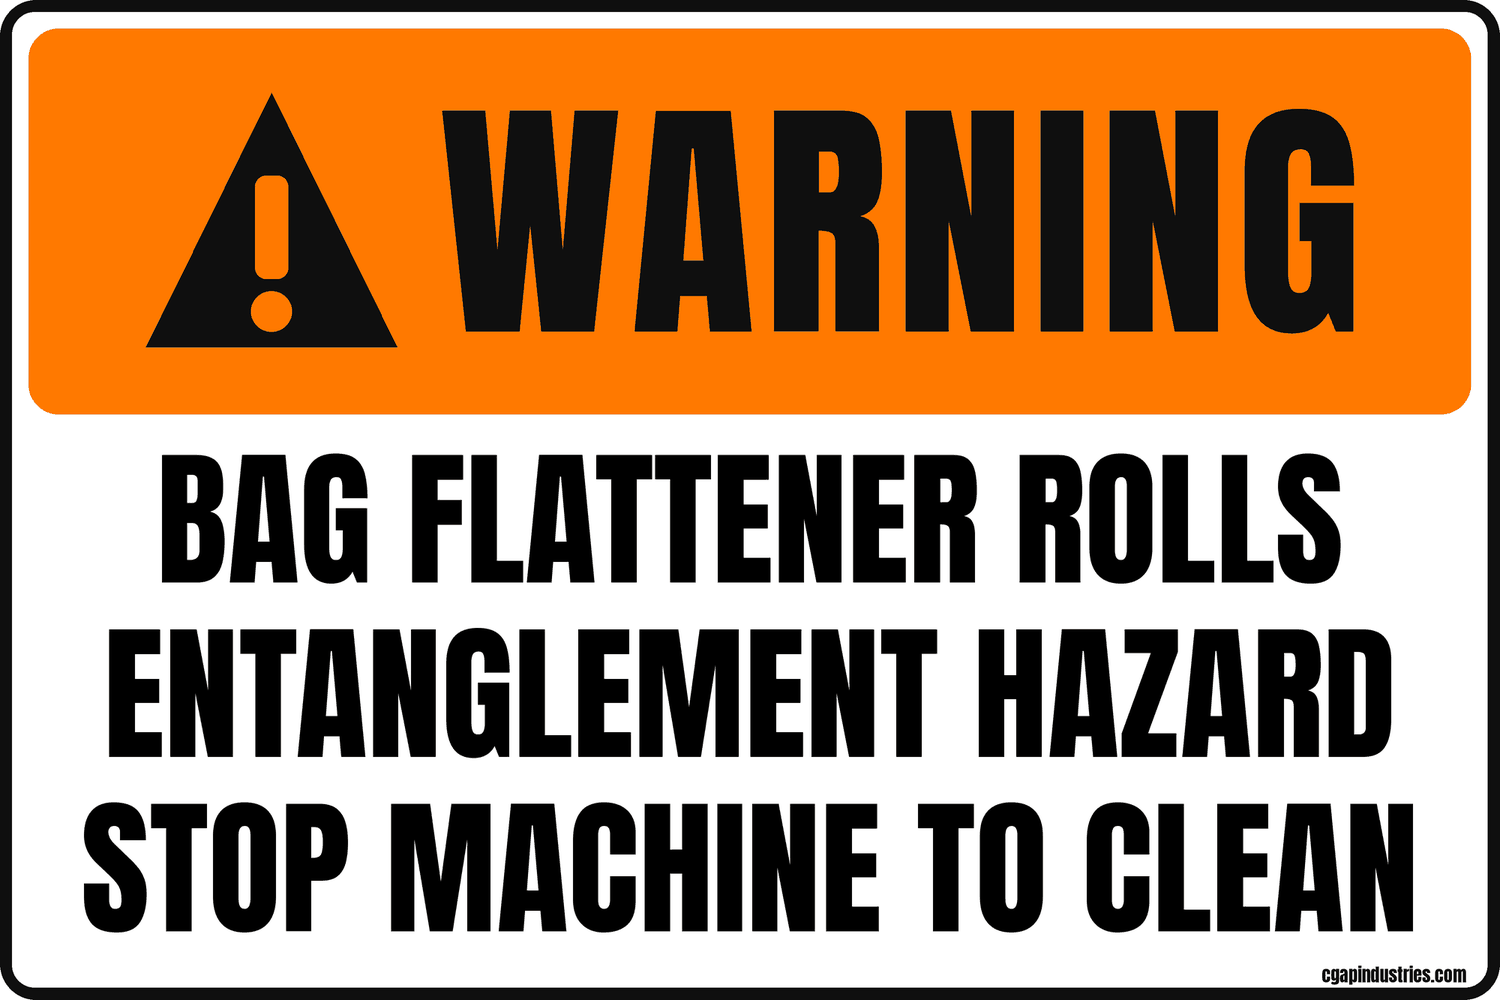 WARNING
BAG FLATTENER ROLLS
ENTANGLEMENT HAZARD
STOP MACHINE TO CLEAN
cgapindustries.com